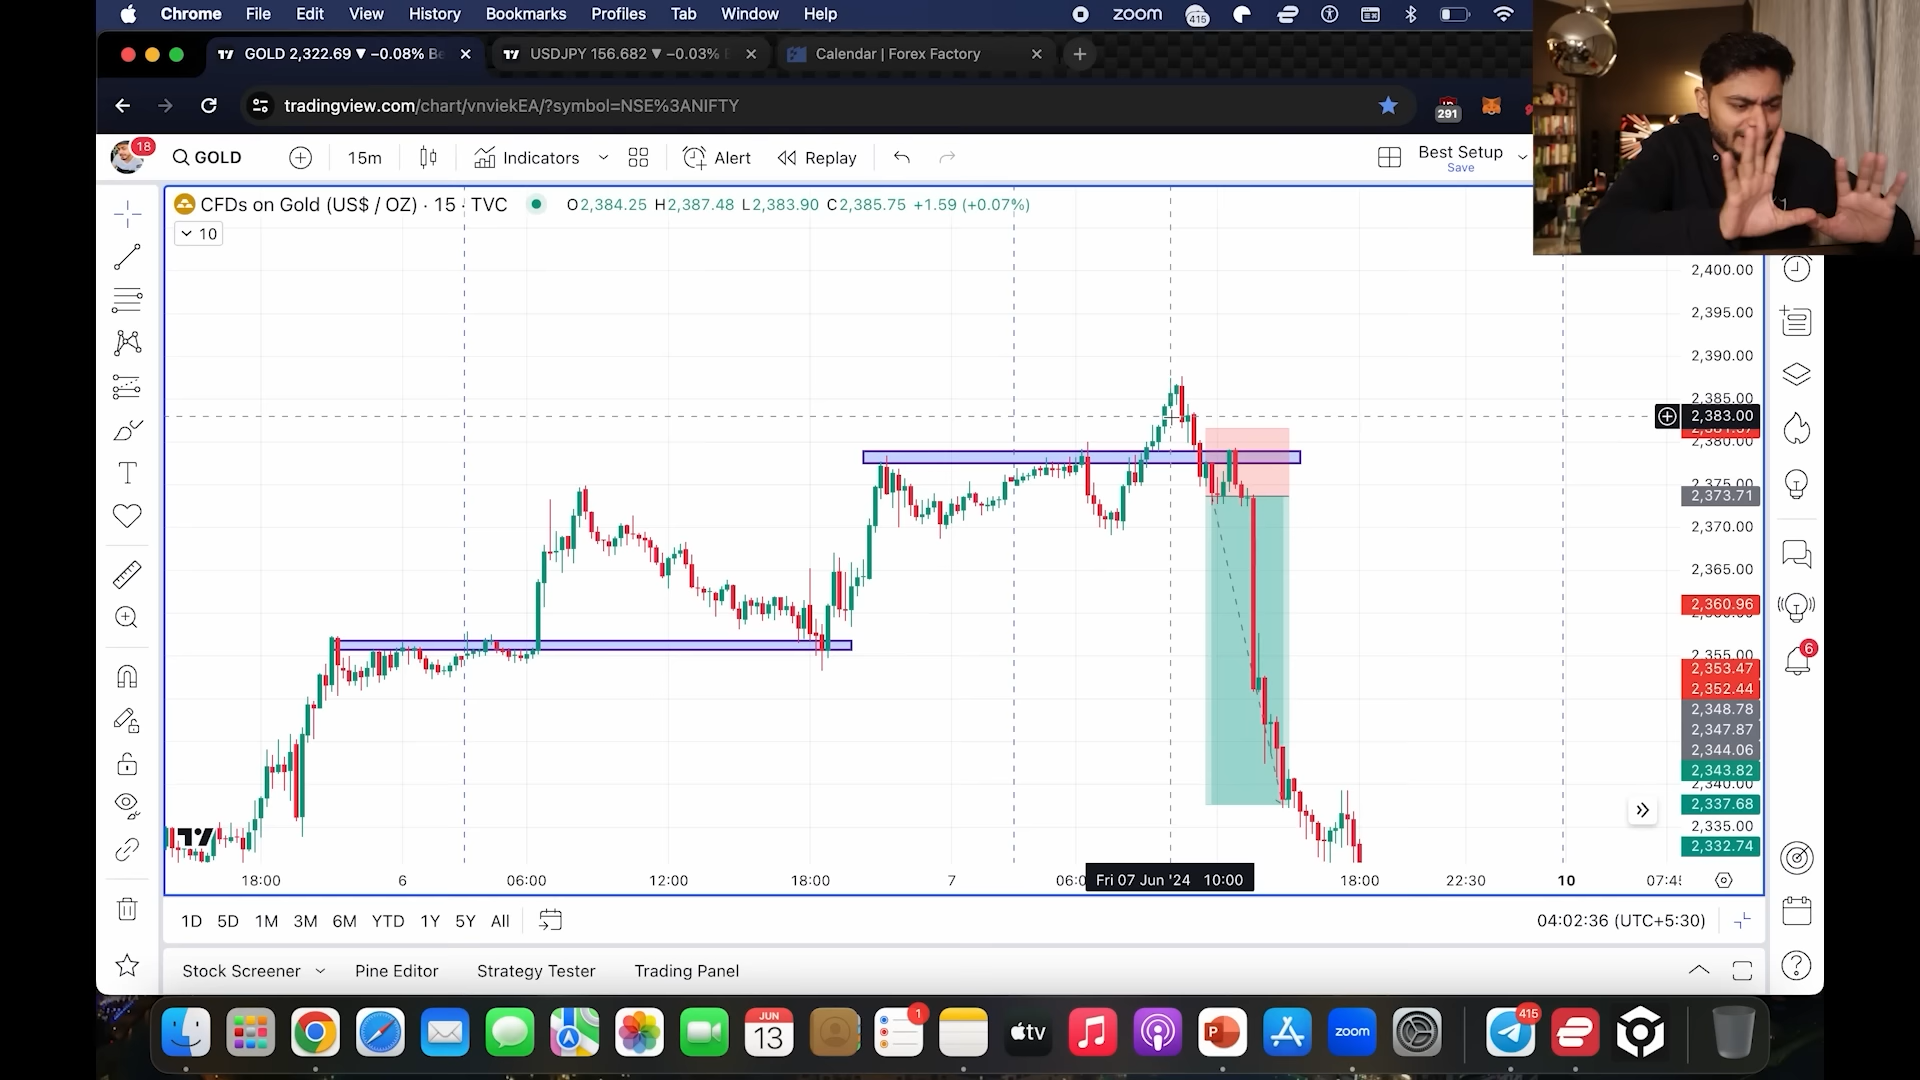 Chrome File Edit View History Bookmarks Profiles Tab Window Help zoom 415
GOLD 2,322.69 ▼ −0.08% Be
USDJPY 156.682 ▼ −0.03%
Calendar | Forex Factory
tradingview.com/chart/vnviekEA/?symbol=NSE%3ANIFTY
291
18
GOLD 15m Indicators Alert Replay Best Setup
Save
CFDs on Gold (US$ / OZ) · 15 · TVC O2,384.25 H2,387.48 L2,383.90 C2,385.75 +1.59 (+0.07%)
10
2,400.00
2,395.00
2,390.00
2,385.00
2,383.00
2,380.00
2,375.00
2,373.71
2,370.00
2,365.00
2,360.96
2,355.00
2,353.47
2,352.44
2,348.78
2,347.87
2,344.06
2,343.82
2,340.00
2,337.68
2,335.00
2,332.74
6
18:00 6 06:00 12:00 18:00 7 06:00 Fri 07 Jun '24 10:00 18:00 22:30 10
1D 5D 1M 3M 6M YTD 1Y 5Y All 04:02:36 (UTC+5:30)
Stock Screener Pine Editor Strategy Tester Trading Panel
JUN
13
1
tv
P
zoom
415